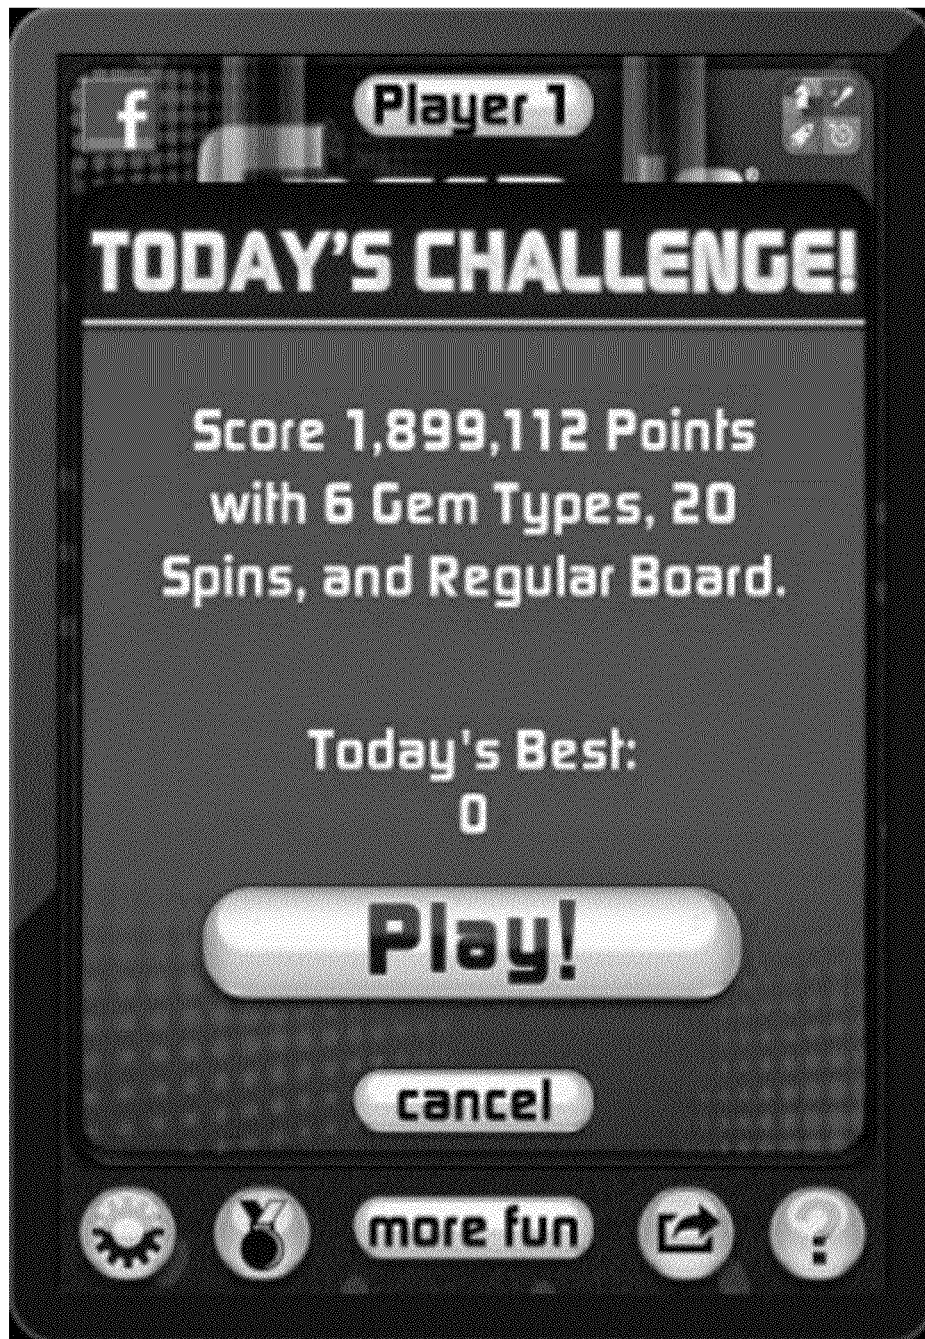 f
Player 1
TODAY'S CHALLENGE!
Score 1,899,112 Points
with 6 Gem Types, 20
Spins, and Regular Board.
Today's Best:
0
Play!
cancel
more fun
?